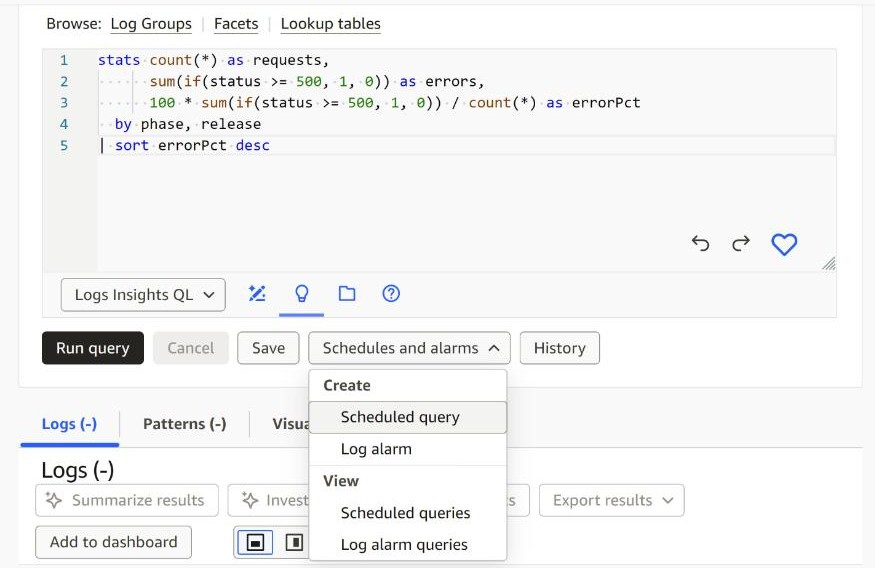 Browse: Log Groups | Facets | Lookup tables
1 stats count(*) as requests,
2 sum(if(status >= 500, 1, 0)) as errors,
3 100 * sum(if(status >= 500, 1, 0)) / count(*) as errorPct
4 by phase, release
5 | sort errorPct desc
Logs Insights QL
Run query Cancel Save Schedules and alarms History
Create
Scheduled query
Log alarm
View
Scheduled queries
Log alarm queries
Logs (-) Patterns (-)
Logs (-)
Summarize results Export results
Add to dashboard